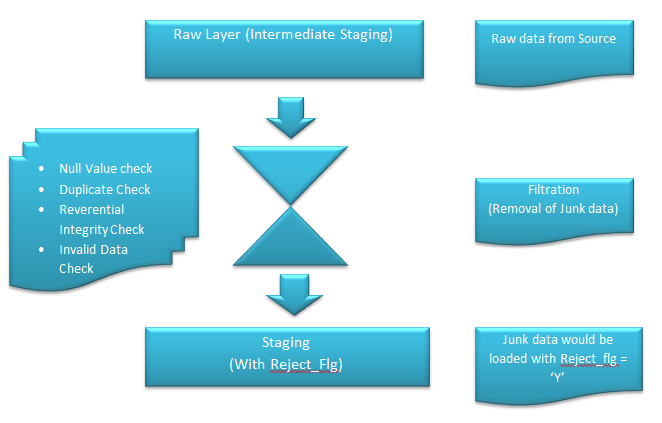 Raw Layer (Intermediate Staging)
Raw data from Source
• Null Value check
• Duplicate Check
• Reverential
Integrity Check
• Invalid Data
Check
Filtration
(Removal of Junk data)
Staging
(With Reject_Flg)
Junk data would be
loaded with Reject_flg =
‘Y’